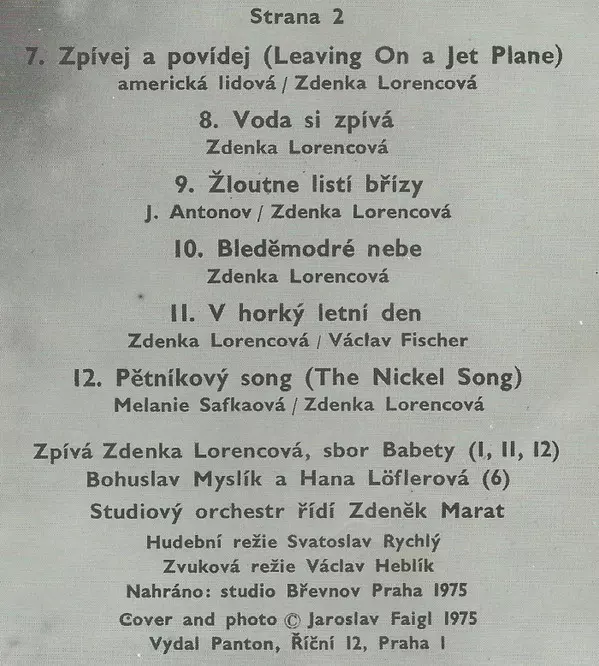 Strana 2
7. Zpívej a povídej (Leaving On a Jet Plane)
americká lidová / Zdenka Lorencová
8. Voda si zpívá
Zdenka Lorencová
9. Žloutne listí břízy
J. Antonov / Zdenka Lorencová
10. Bleděmodré nebe
Zdenka Lorencová
11. V horký letní den
Zdenka Lorencová / Václav Fischer
12. Pětníkový song (The Nickel Song)
Melanie Safkaová / Zdenka Lorencová
Zpívá Zdenka Lorencová, sbor Babety (1, 11, 12)
Bohuslav Myslík a Hana Löflerová (6)
Studiový orchestr řídí Zdeněk Marat
Hudební režie Svatoslav Rychlý
Zvuková režie Václav Heblík
Nahráno: studio Břevnov Praha 1975
Cover and photo © Jaroslav Faigl 1975
Vydal Panton, Říční 12, Praha 1